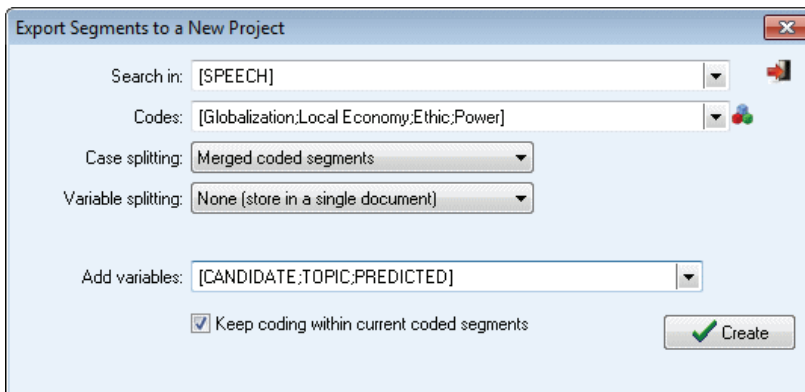 Export Segments to a New Project
Search in: [SPEECH]
Codes: [Globalization;Local Economy;Ethic;Power]
Case splitting: Merged coded segments
Variable splitting: None (store in a single document)
Add variables: [CANDIDATE;TOPIC;PREDICTED]
Keep coding within current coded segments
Create